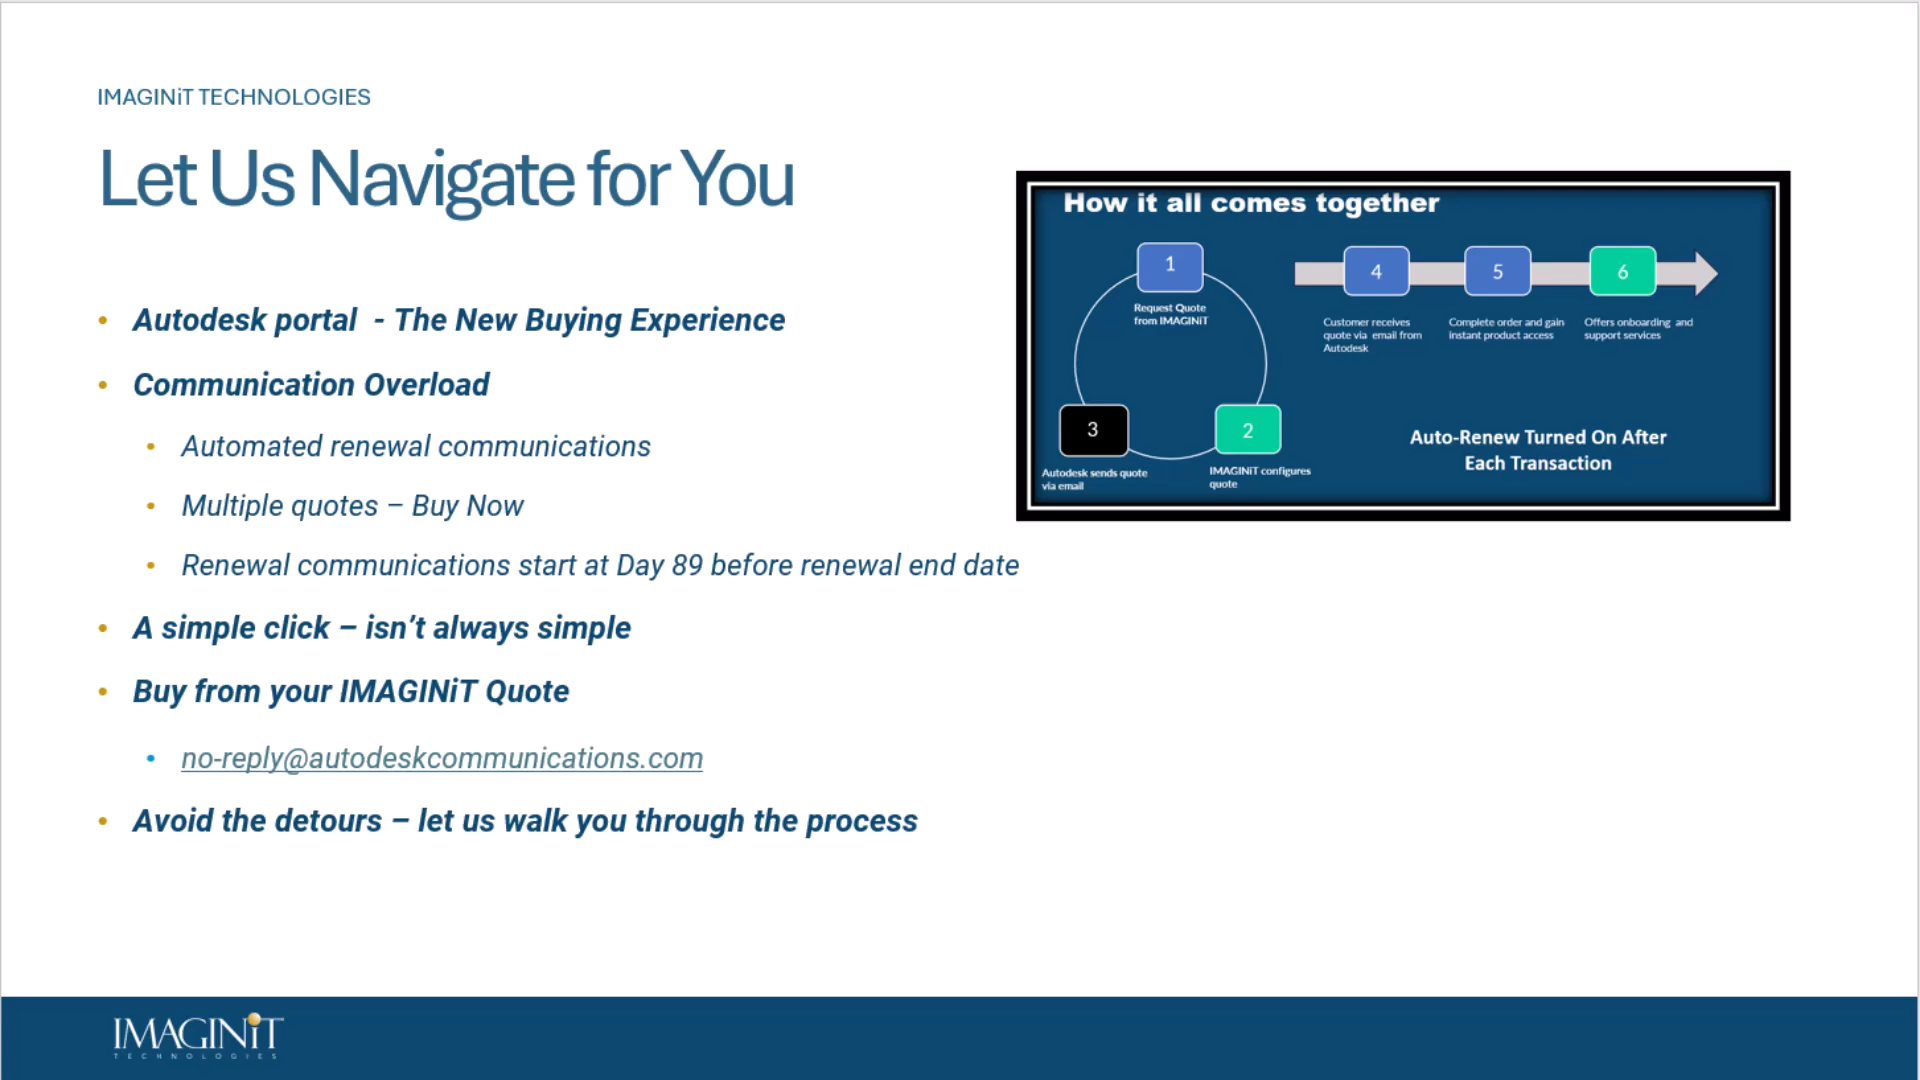 IMAGINiT TECHNOLOGIES
Let Us Navigate for You
• Autodesk portal  - The New Buying Experience
• Communication Overload
• Automated renewal communications
• Multiple quotes – Buy Now
• Renewal communications start at Day 89 before renewal end date
• A simple click – isn’t always simple
• Buy from your IMAGINiT Quote
• no-reply@autodeskcommunications.com
• Avoid the detours – let us walk you through the process
How it all comes together
1
Request Quote
from IMAGINiT
2
IMAGINiT configures
quote
3
Autodesk sends quote
via email
4
Customer receives
quote via  email from
Autodesk
5
Complete order and gain
instant product access
6
Offers onboarding  and
support services
Auto-Renew Turned On After
Each Transaction
IMAGINiT
TECHNOLOGIES